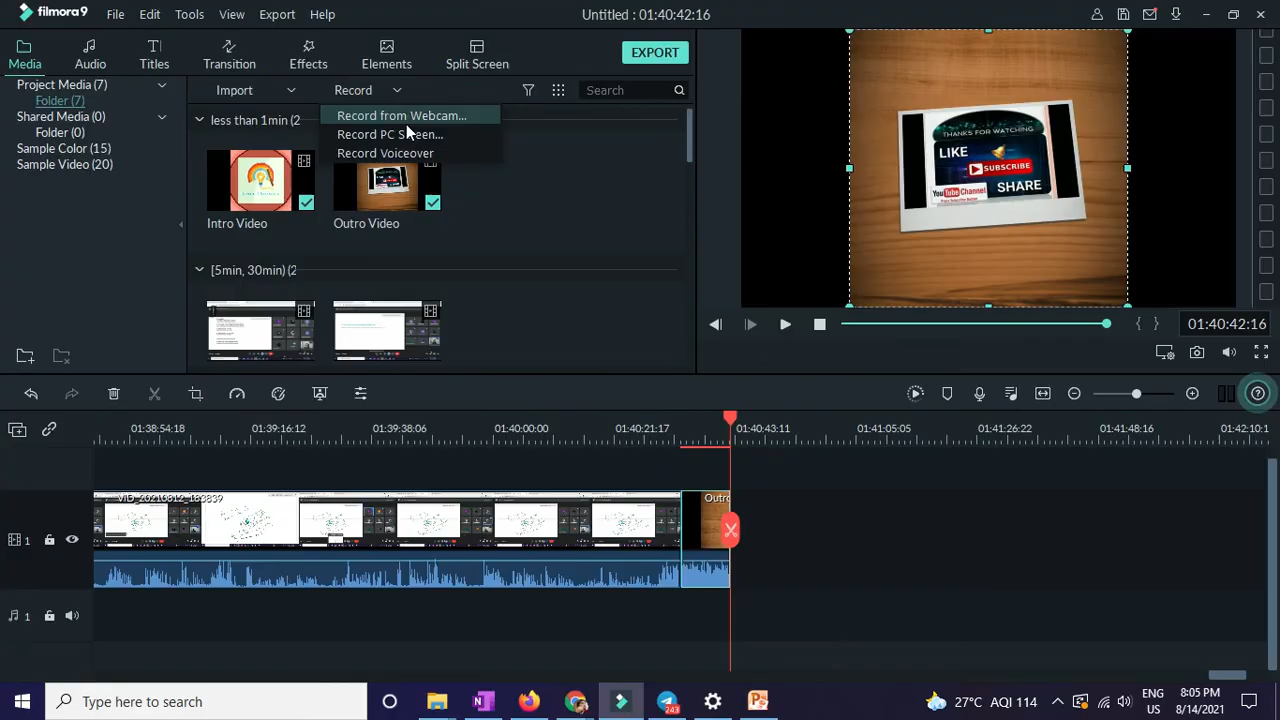 filmora9
File Edit Tools View Export Help
Untitled : 01:40:42:16
Media Audio Titles Transition Effects Elements Split Screen
EXPORT
Project Media (7)
Folder (7)
Shared Media (0)
Folder (0)
Sample Color (15)
Sample Video (20)
Import Record Search
Record from Webcam...
Record PC Screen...
Record Voiceover
less than 1min (2
Intro Video Outro Video
[5min, 30min) (2
THANKS FOR WATCHING
LIKE
SUBSCRIBE
YouTube Channel
SHARE
01:40:42:16
01:38:54:18 01:39:16:12 01:39:38:06 01:40:00:00 01:40:21:17 01:40:43:11 01:41:05:05 01:41:26:22 01:41:48:16 01:42:10:1
VID_20210812_183839
Outro
1
1
Type here to search
243
27°C AQI 114
ENG
US
8:05 PM
8/14/2021